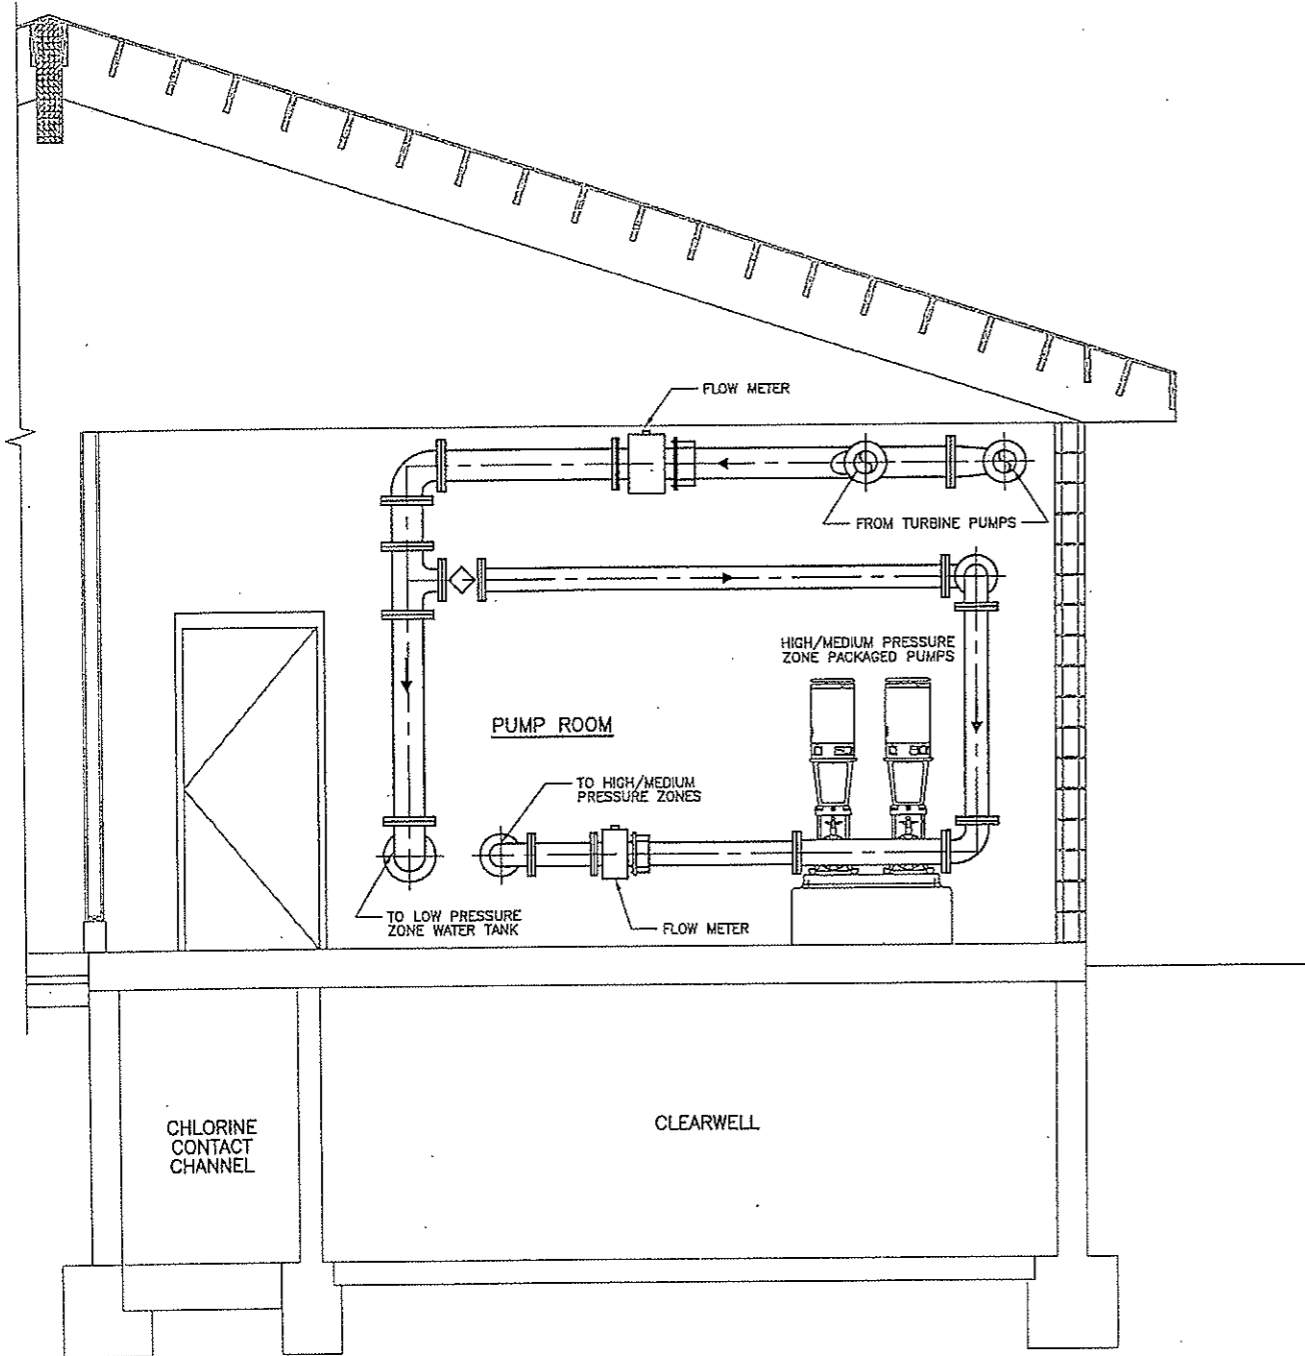 FLOW METER
FROM TURBINE PUMPS
HIGH/MEDIUM PRESSURE
ZONE PACKAGED PUMPS
PUMP ROOM
TO HIGH/MEDIUM
PRESSURE ZONES
TO LOW PRESSURE
ZONE WATER TANK
FLOW METER
CHLORINE
CONTACT
CHANNEL
CLEARWELL